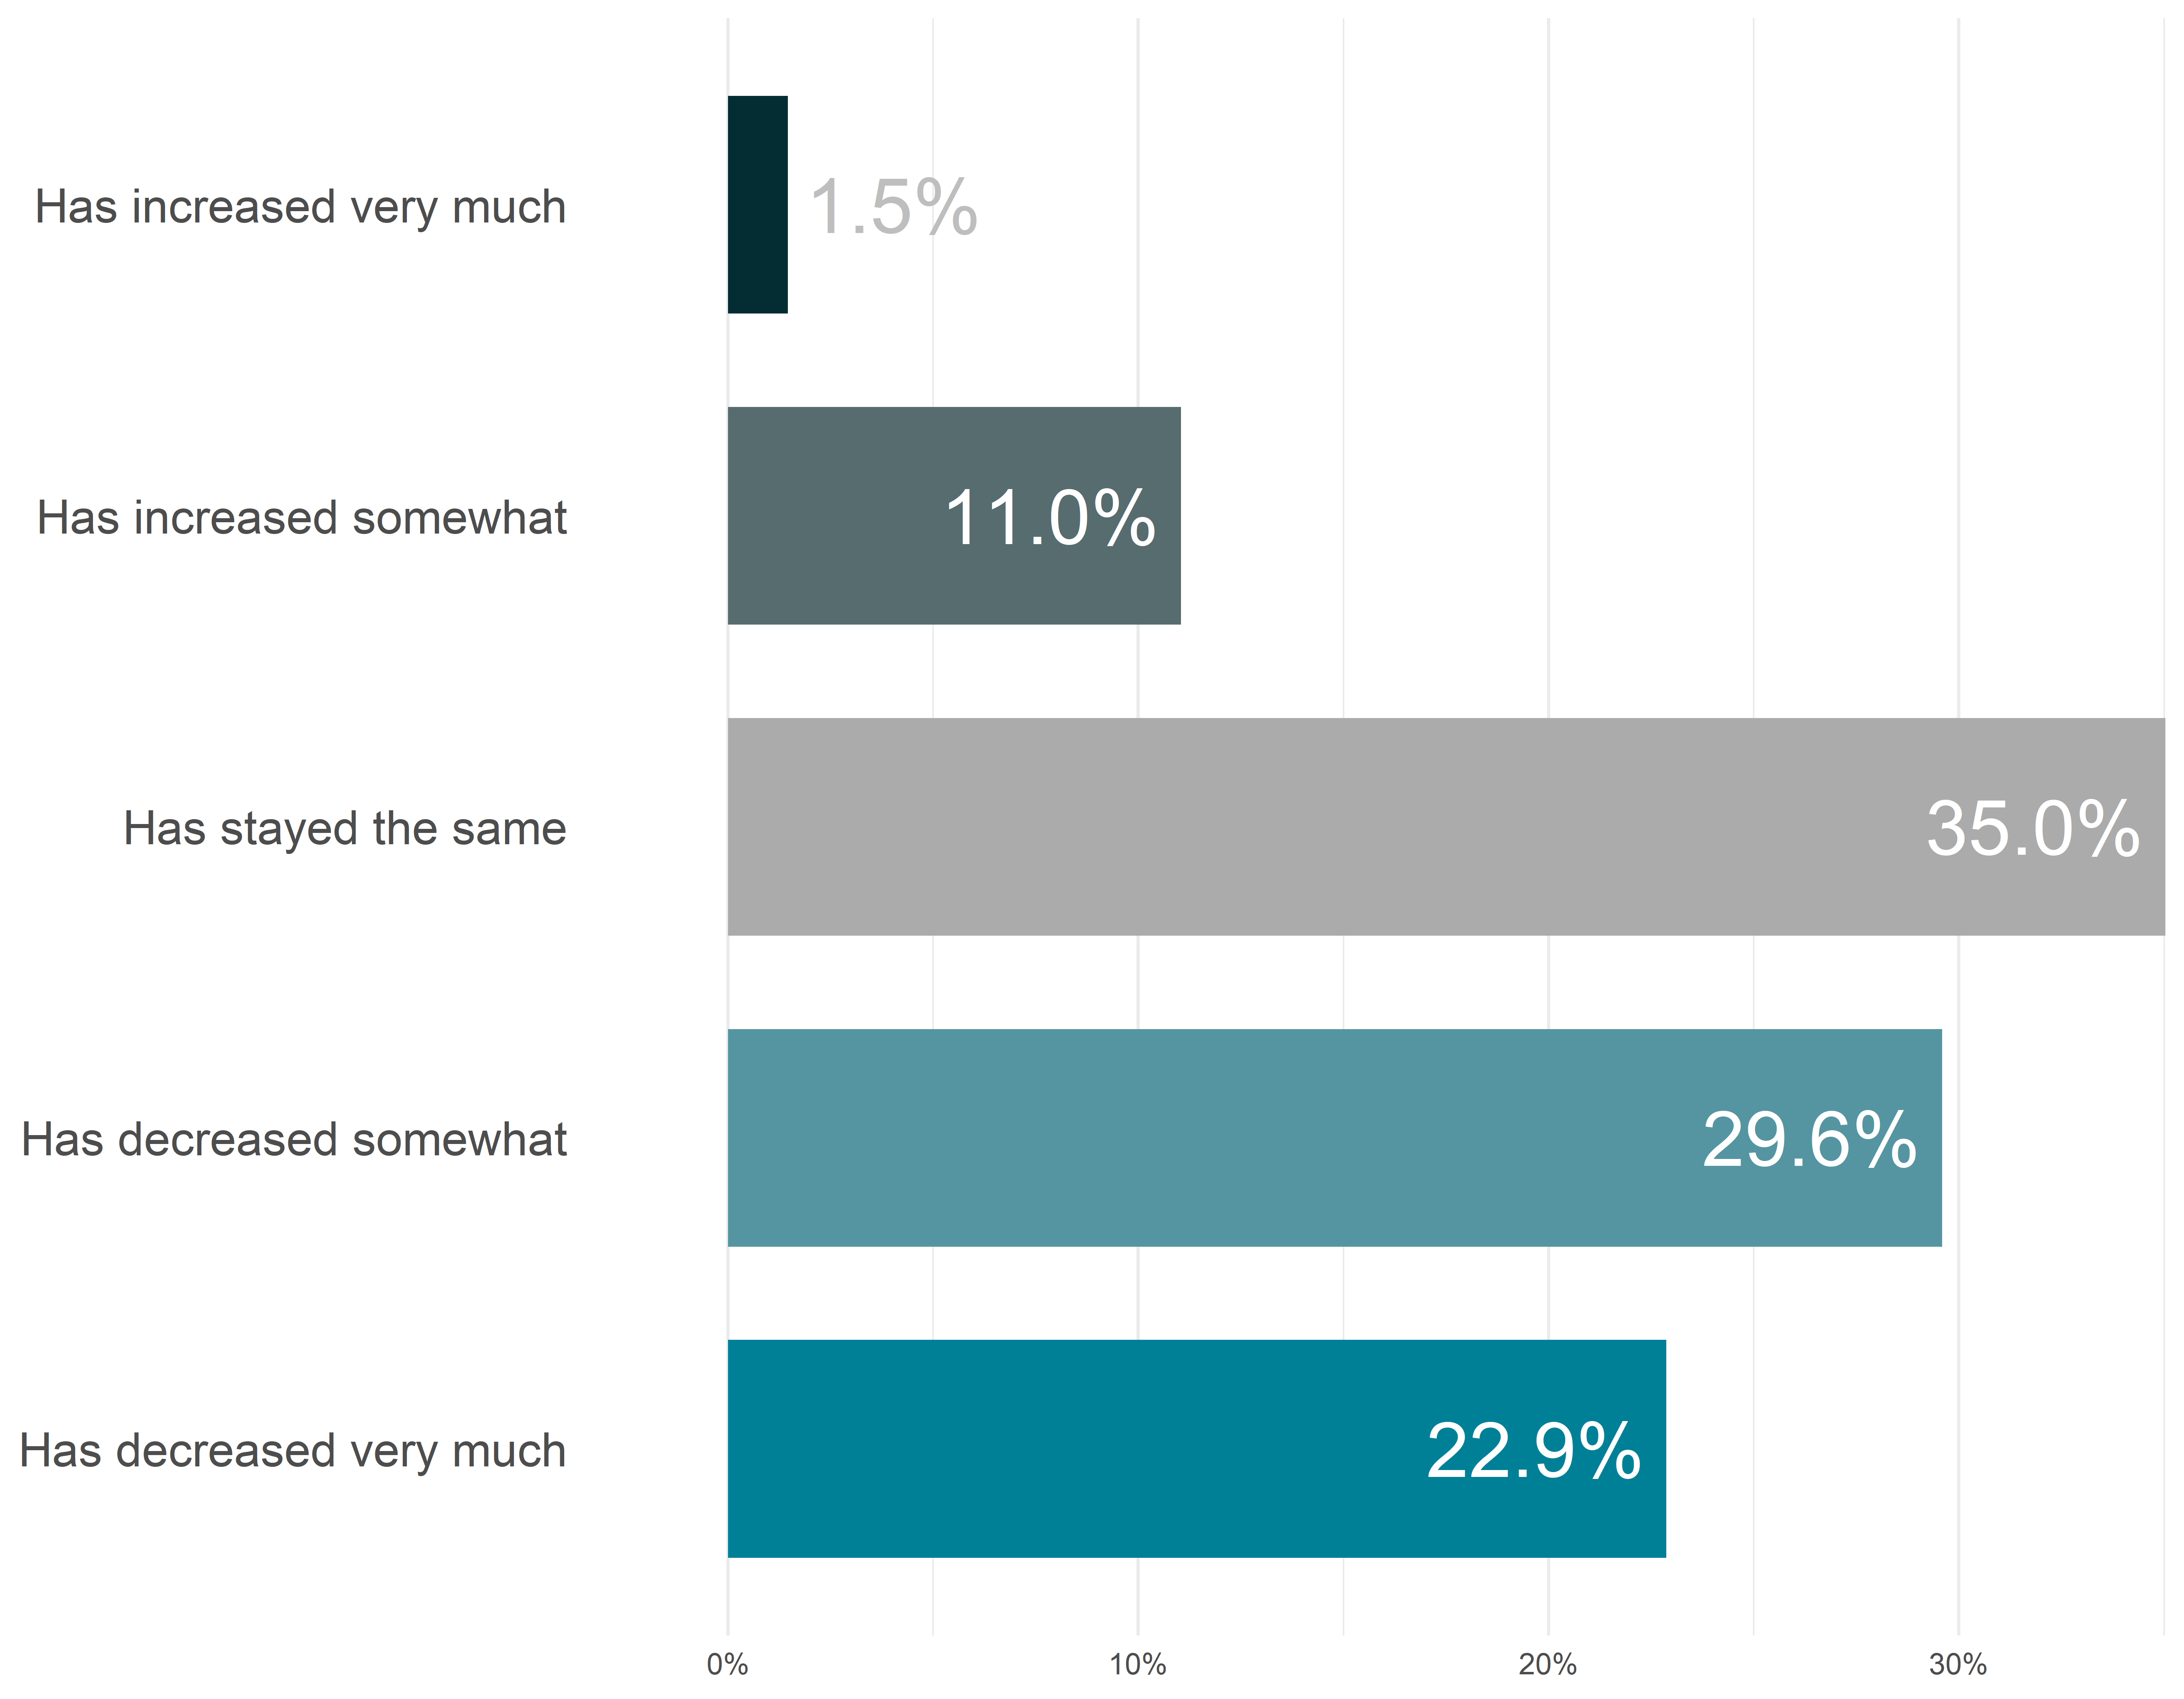 Has increased very much
1.5%
Has increased somewhat
11.0%
Has stayed the same
35.0%
Has decreased somewhat
29.6%
Has decreased very much
22.9%
0% 10% 20% 30%